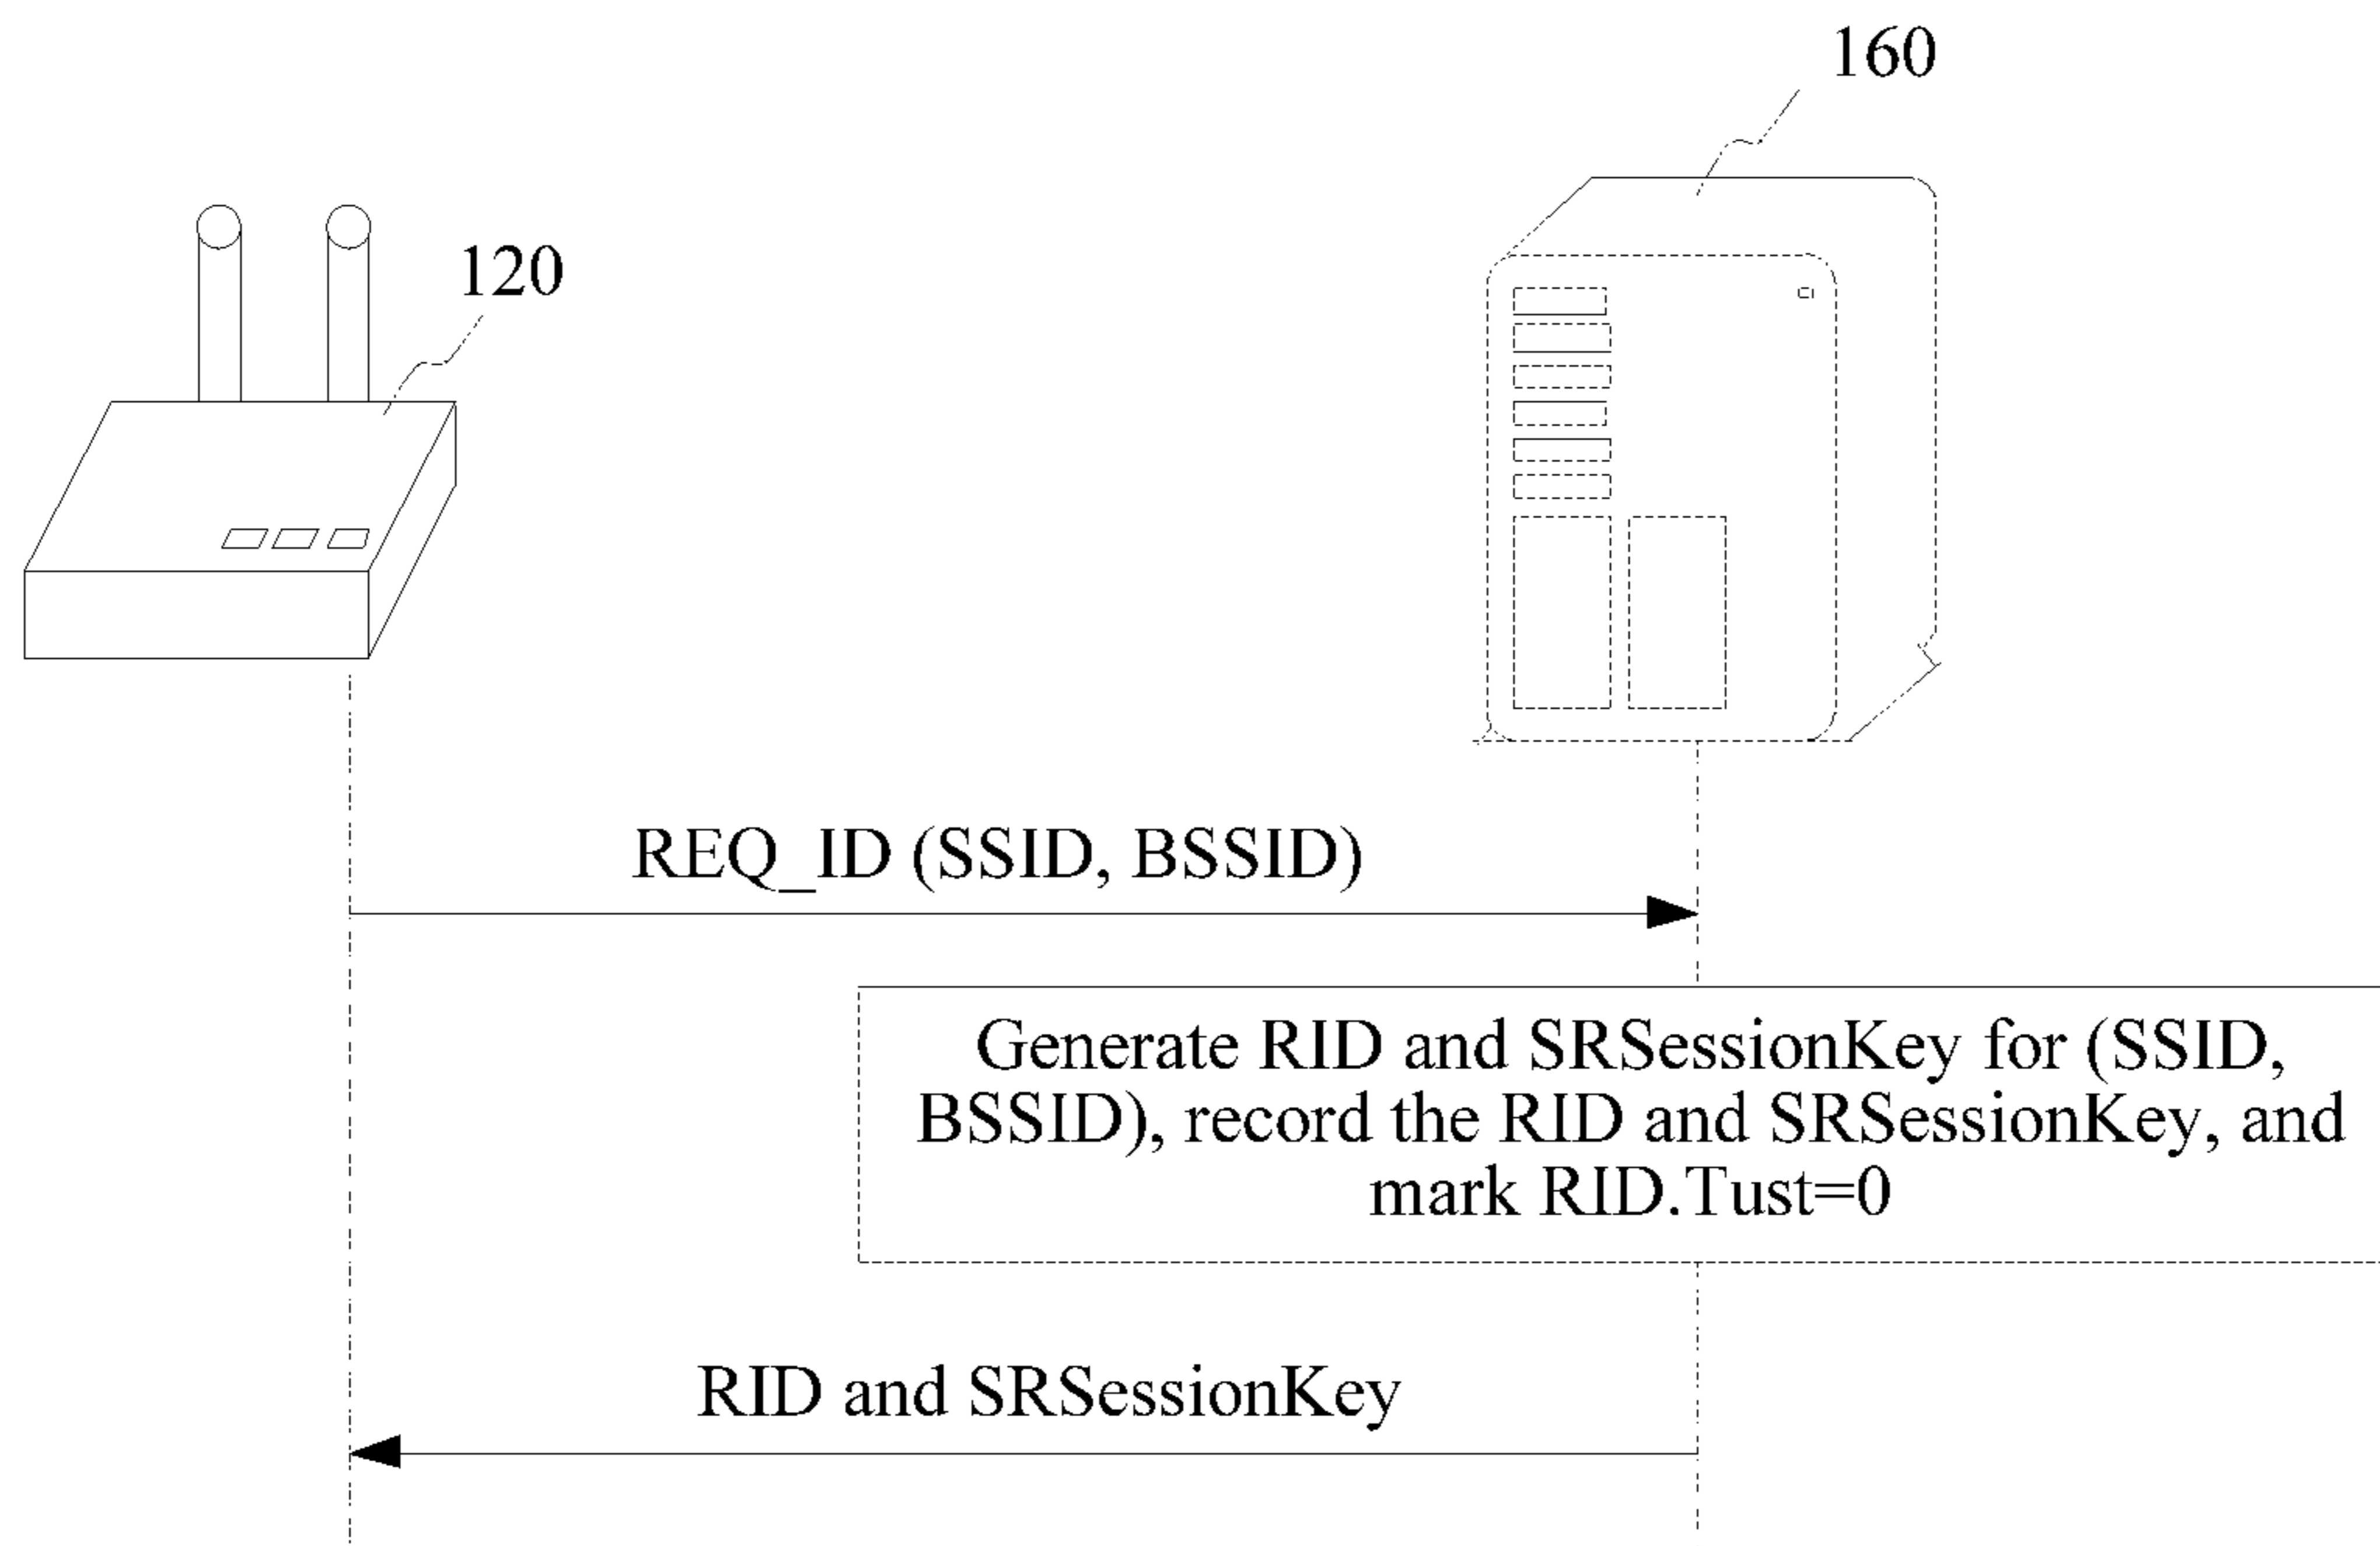 160
120
REQ_ID (SSID, BSSID)
Generate RID and SRSessionKey for (SSID,
BSSID), record the RID and SRSessionKey, and
mark RID.Tust=0
RID and SRSessionKey